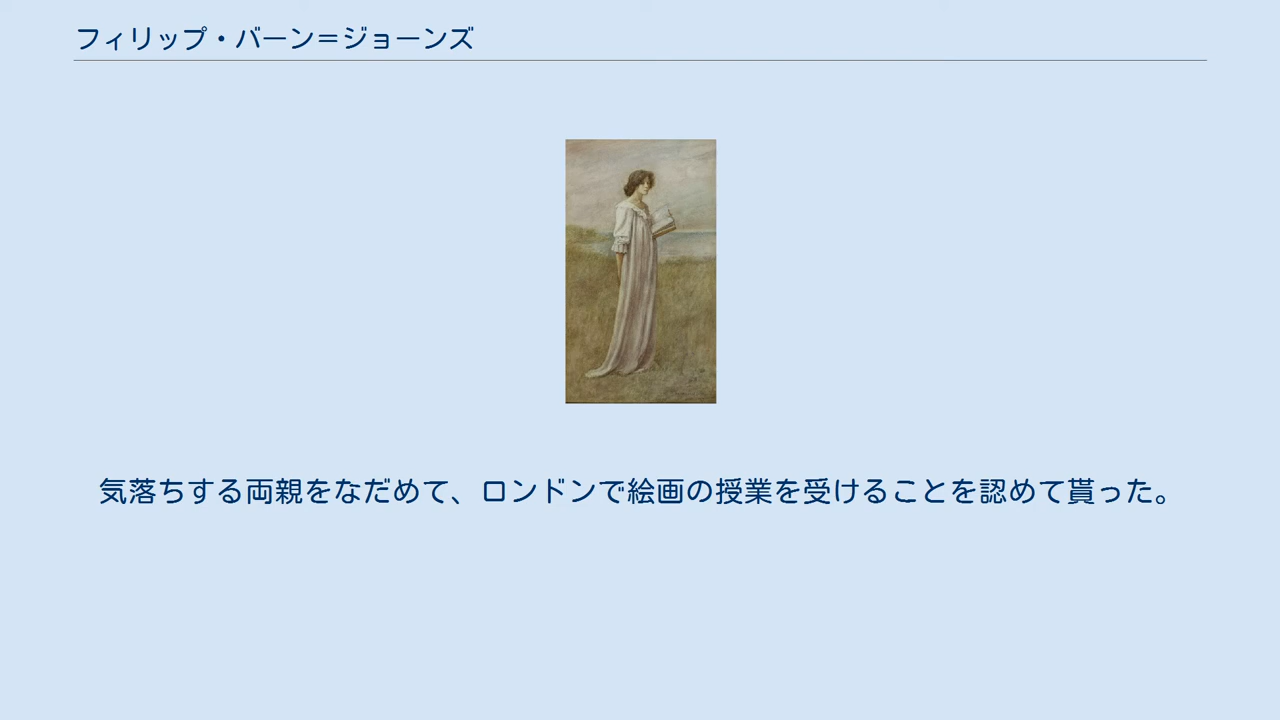 フィリップ・バーン＝ジョーンズ
気落ちする両親をなだめて、ロンドンで絵画の授業を受けることを認めて貰った。